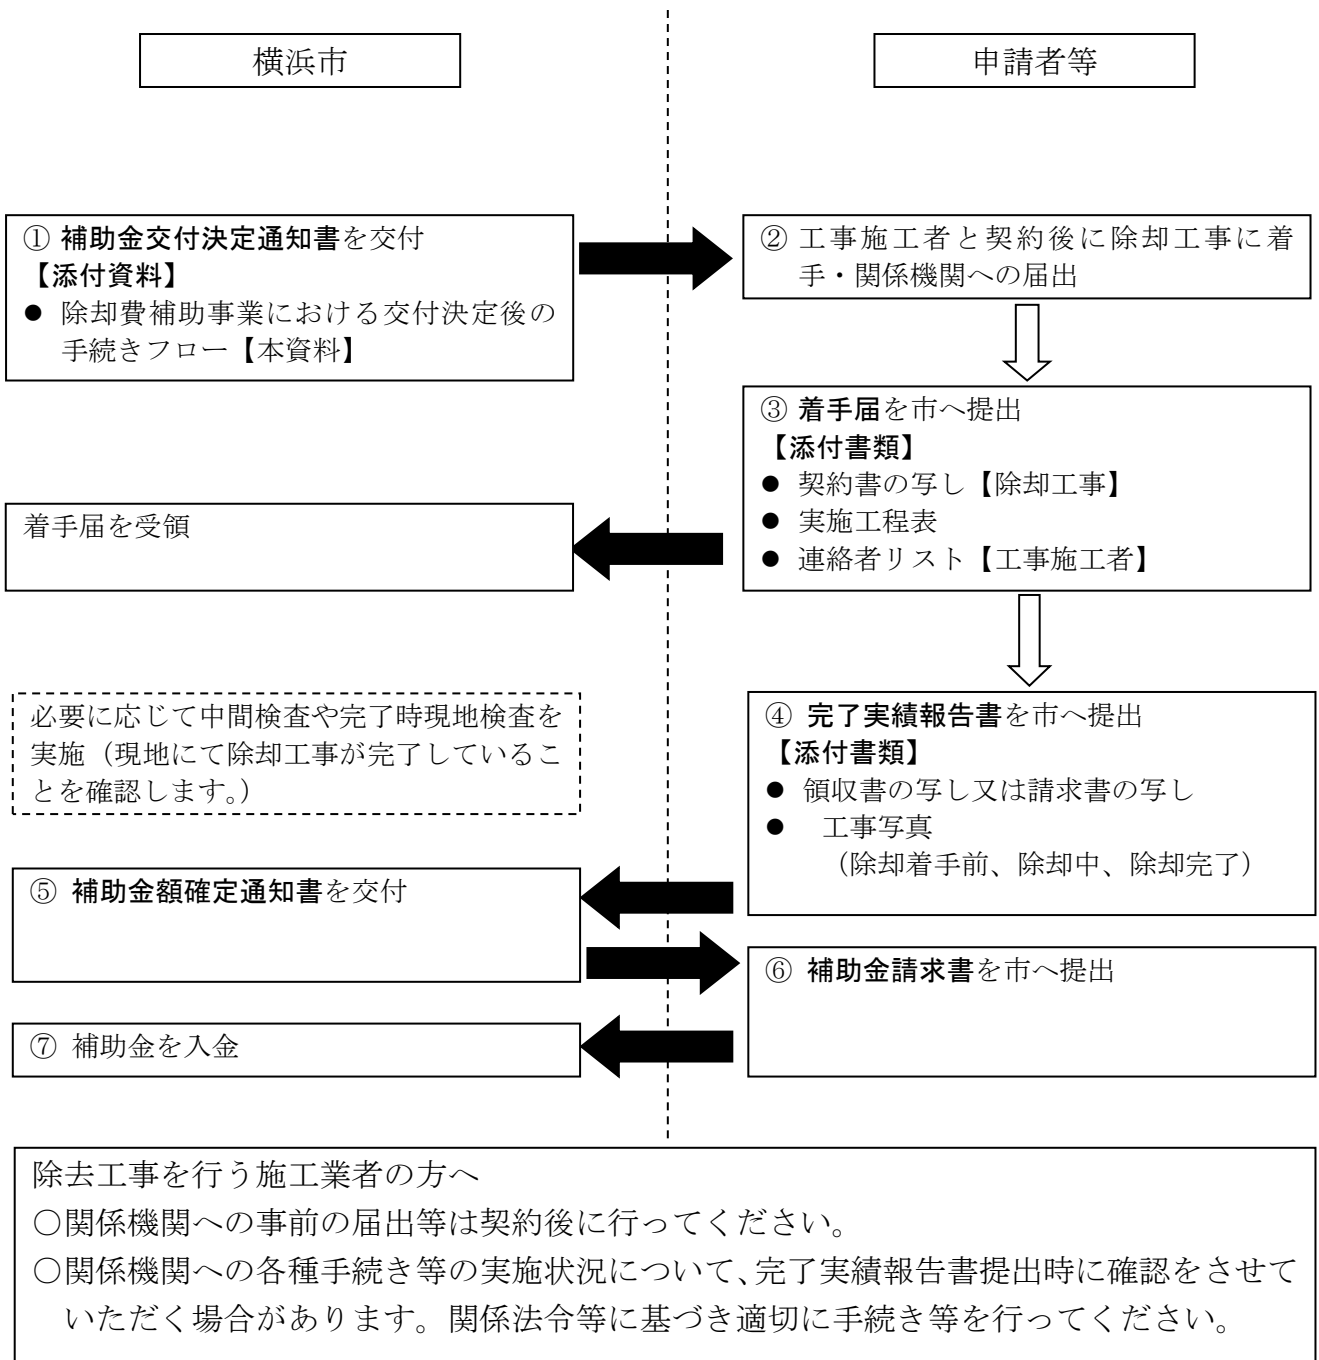 横浜市
申請者等
① 補助金交付決定通知書を交付
【添付資料】
● 除却費補助事業における交付決定後の
手続きフロー【本資料】
② 工事施工者と契約後に除却工事に着
手・関係機関への届出
③ 着手届を市へ提出
【添付書類】
● 契約書の写し【除却工事】
● 実施工程表
● 連絡者リスト【工事施工者】
着手届を受領
必要に応じて中間検査や完了時現地検査を
実施（現地にて除却工事が完了しているこ
とを確認します。）
④ 完了実績報告書を市へ提出
【添付書類】
● 領収書の写し又は請求書の写し
● 工事写真
（除却着手前、除却中、除却完了）
⑤ 補助金額確定通知書を交付
⑥ 補助金請求書を市へ提出
⑦ 補助金を入金
除去工事を行う施工業者の方へ
○関係機関への事前の届出等は契約後に行ってください。
○関係機関への各種手続き等の実施状況について、完了実績報告書提出時に確認をさせて
いただく場合があります。関係法令等に基づき適切に手続き等を行ってください。